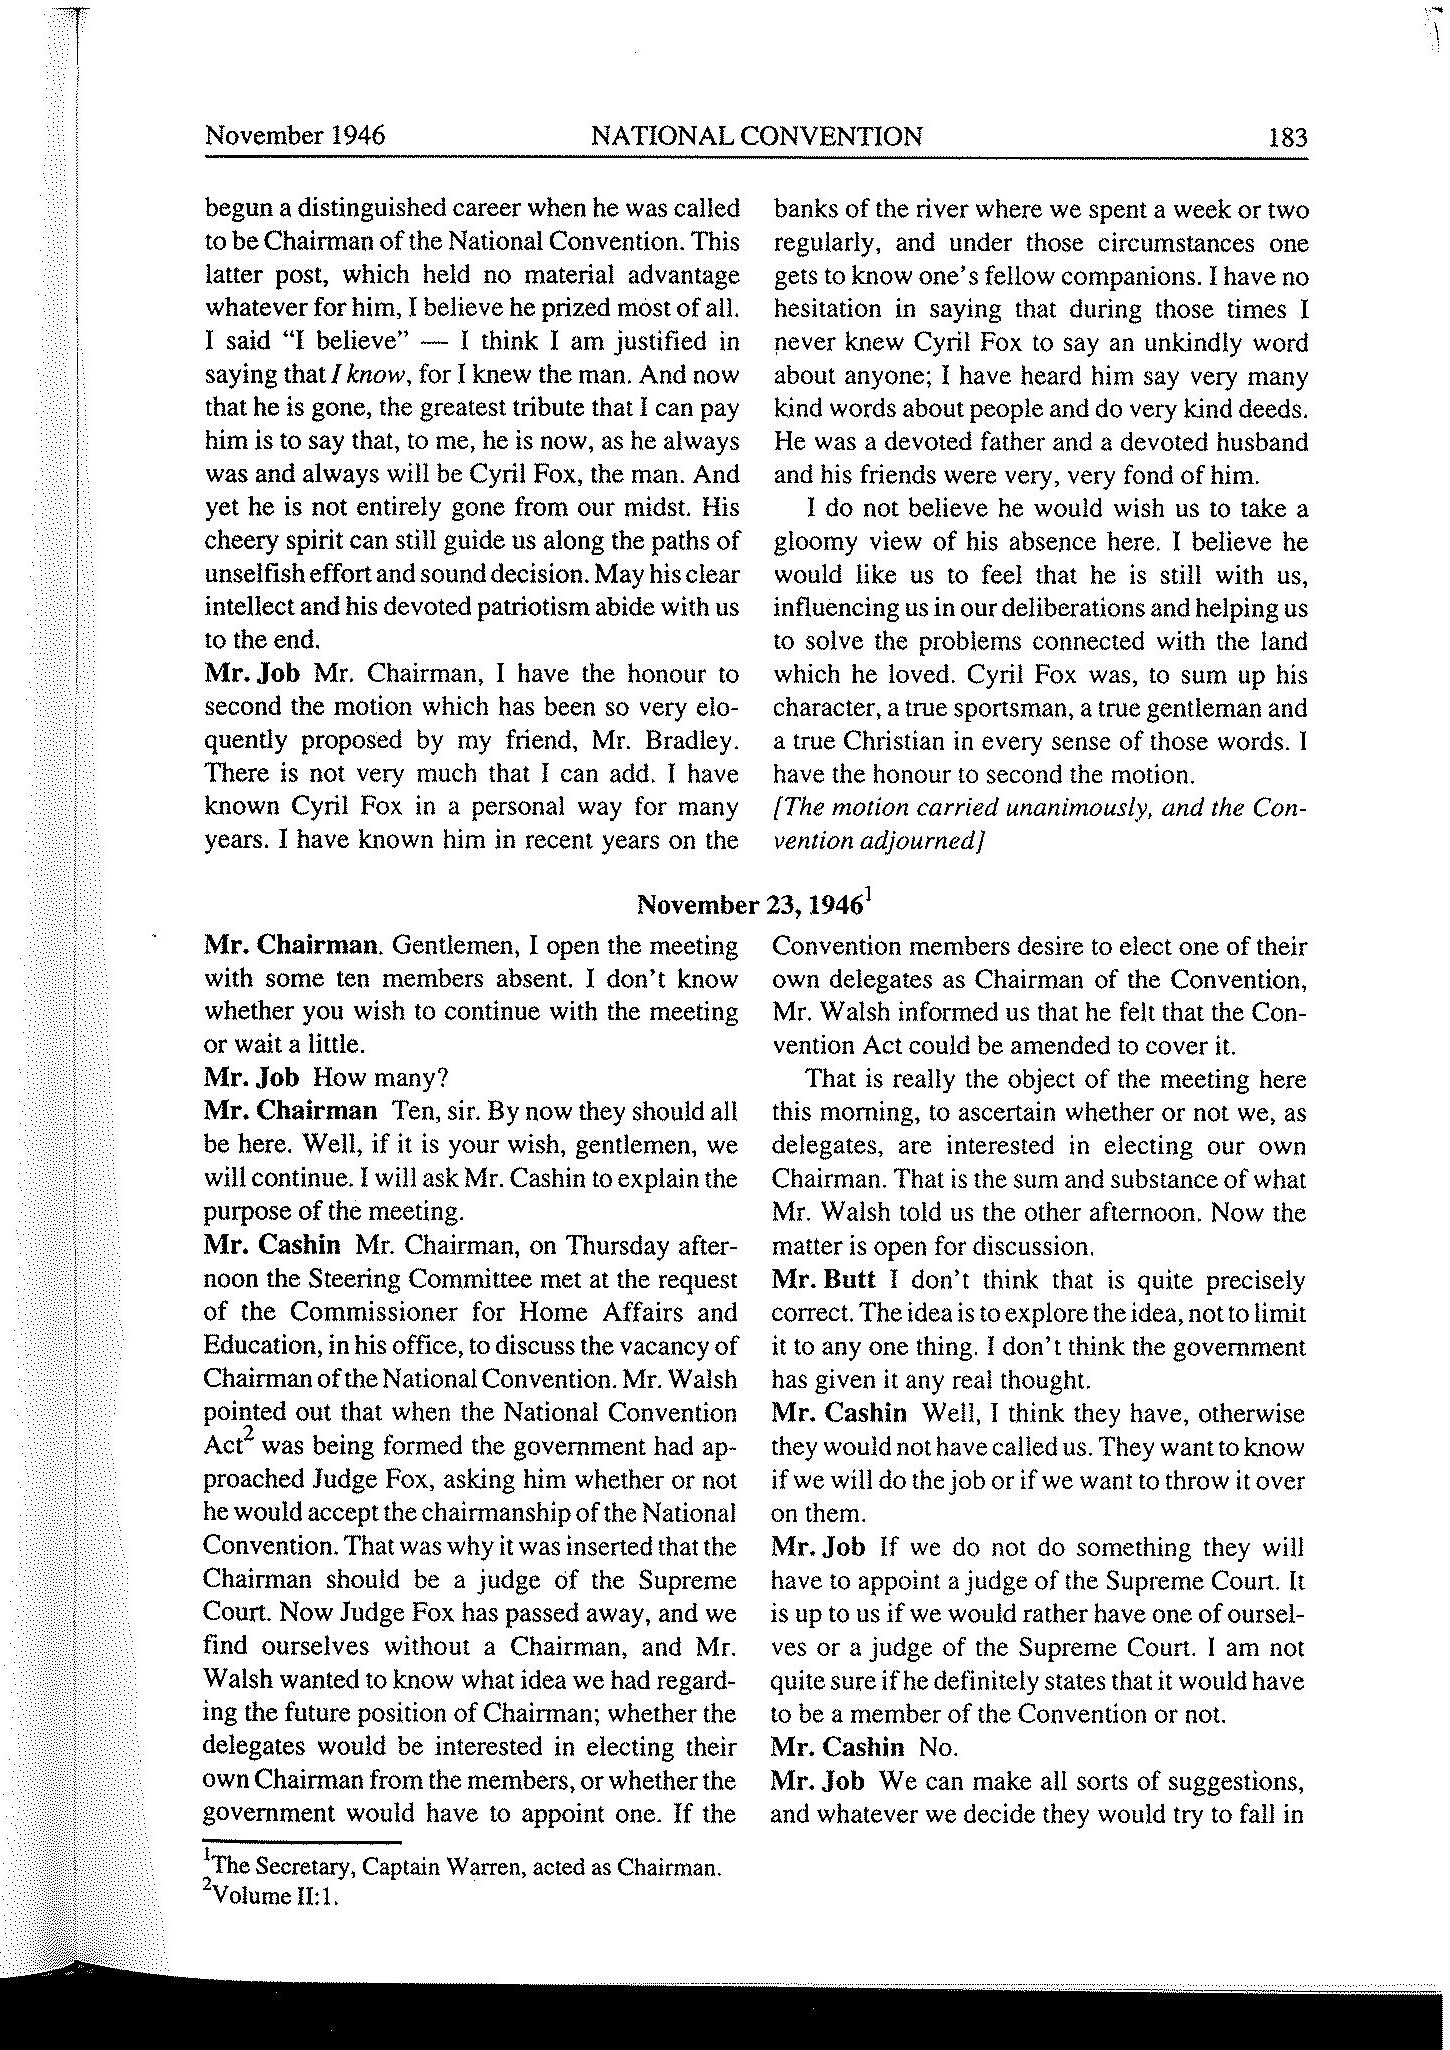 November 1946 NATIONAL CONVENTION 183
begun a distinguished career when he was called
to be Chairman of the National Convention. This
latter post, which held no material advantage
whatever for him, I believe he prized most of all.
I said “I believe” — I think I am justified in
saying that I know, for I knew the man. And now
that he is gone, the greatest tribute that I can pay
him is to say that, to me, he is now, as he always
was and always will be Cyril Fox, the man. And
yet he is not entirely gone from our midst. His
cheery spirit can still guide us along the paths of
unselfish effort and sound decision. May his clear
intellect and his devoted patriotism abide with us
to the end.
Mr. Job Mr. Chairman, I have the honour to
second the motion which has been so very elo-
quently proposed by my friend, Mr. Bradley.
There is not very much that I can add. I have
known Cyril Fox in a personal way for many
years. I have known him in recent years on the
banks of the river where we spent a week or two
regularly, and under those circumstances one
gets to know one's fellow companions. I have no
hesitation in saying that during those times I
never knew Cyril Fox to say an unkindly word
about anyone; I have heard him say very many
kind words about people and do very kind deeds.
He was a devoted father and a devoted husband
and his friends were very, very fond of him.
I do not believe he would wish us to take a
gloomy view of his absence here. I believe he
would like us to feel that he is still with us,
influencing us in our deliberations and helping us
to solve the problems connected with the land
which he loved. Cyril Fox was, to sum up his
character, a true sportsman, a true gentleman and
a true Christian in every sense of those words. I
have the honour to second the motion.
[The motion carried unanimously, and the Con-
vention adjourned]
November 23, 1946¹
Mr. Chairman. Gentlemen, I open the meeting
with some ten members absent. I don't know
whether you wish to continue with the meeting
or wait a little.
Mr. Job How many?
Mr. Chairman Ten, sir. By now they should all
be here. Well, if it is your wish, gentlemen, we
will continue. I will ask Mr. Cashin to explain the
purpose of the meeting.
Mr. Cashin Mr. Chairman, on Thursday after-
noon the Steering Committee met at the request
of the Commissioner for Home Affairs and
Education, in his office, to discuss the vacancy of
Chairman of the National Convention. Mr. Walsh
pointed out that when the National Convention
Act² was being formed the government had ap-
proached Judge Fox, asking him whether or not
he would accept the chairmanship of the National
Convention. That was why it was inserted that the
Chairman should be a judge of the Supreme
Court. Now Judge Fox has passed away, and we
find ourselves without a Chairman, and Mr.
Walsh wanted to know what idea we had regard-
ing the future position of Chairman; whether the
delegates would be interested in electing their
own Chairman from the members, or whether the
government would have to appoint one. If the
Convention members desire to elect one of their
own delegates as Chairman of the Convention,
Mr. Walsh informed us that he felt that the Con-
vention Act could be amended to cover it.
That is really the object of the meeting here
this morning, to ascertain whether or not we, as
delegates, are interested in electing our own
Chairman. That is the sum and substance of what
Mr. Walsh told us the other afternoon. Now the
matter is open for discussion.
Mr. Butt I don't think that is quite precisely
correct. The idea is to explore the idea, not to limit
it to any one thing. I don't think the government
has given it any real thought.
Mr. Cashin Well, I think they have, otherwise
they would not have called us. They want to know
if we will do the job or if we want to throw it over
on them.
Mr. Job If we do not do something they will
have to appoint a judge of the Supreme Court. It
is up to us if we would rather have one of oursel-
ves or a judge of the Supreme Court. I am not
quite sure if he definitely states that it would have
to be a member of the Convention or not.
Mr. Cashin No.
Mr. Job We can make all sorts of suggestions,
and whatever we decide they would try to fall in
¹The Secretary, Captain Warren, acted as Chairman.
²Volume II:1.